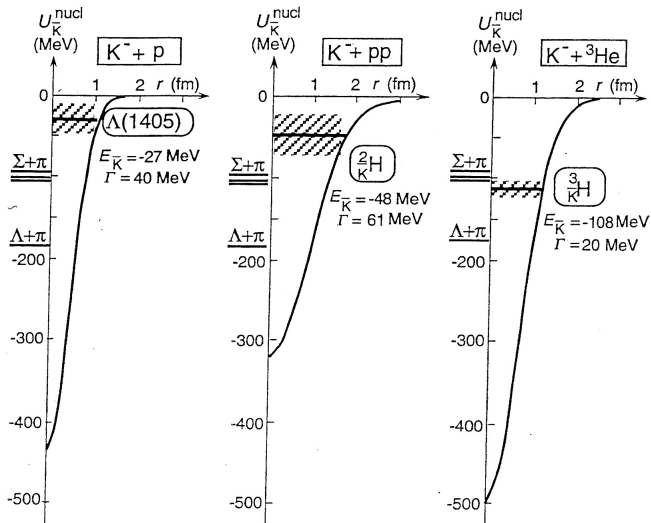 U_K̄^nucl
(MeV)
K⁻ + p
0
1
2
r (fm)
Λ(1405)
E_K̄ = -27 MeV
Γ = 40 MeV
Σ+π
Λ+π
-200
-300
-400
-500
U_K̄^nucl
(MeV)
K⁻ + pp
0
1
2
r (fm)
²_K̄H
E_K̄ = -48 MeV
Γ = 61 MeV
Σ+π
-100
Λ+π
-200
-300
-400
-500
U_K̄^nucl
(MeV)
K⁻ + ³He
0
1
2
r (fm)
³_K̄H
E_K̄ = -108 MeV
Γ = 20 MeV
Σ+π
Λ+π
-200
-300
-400
-500